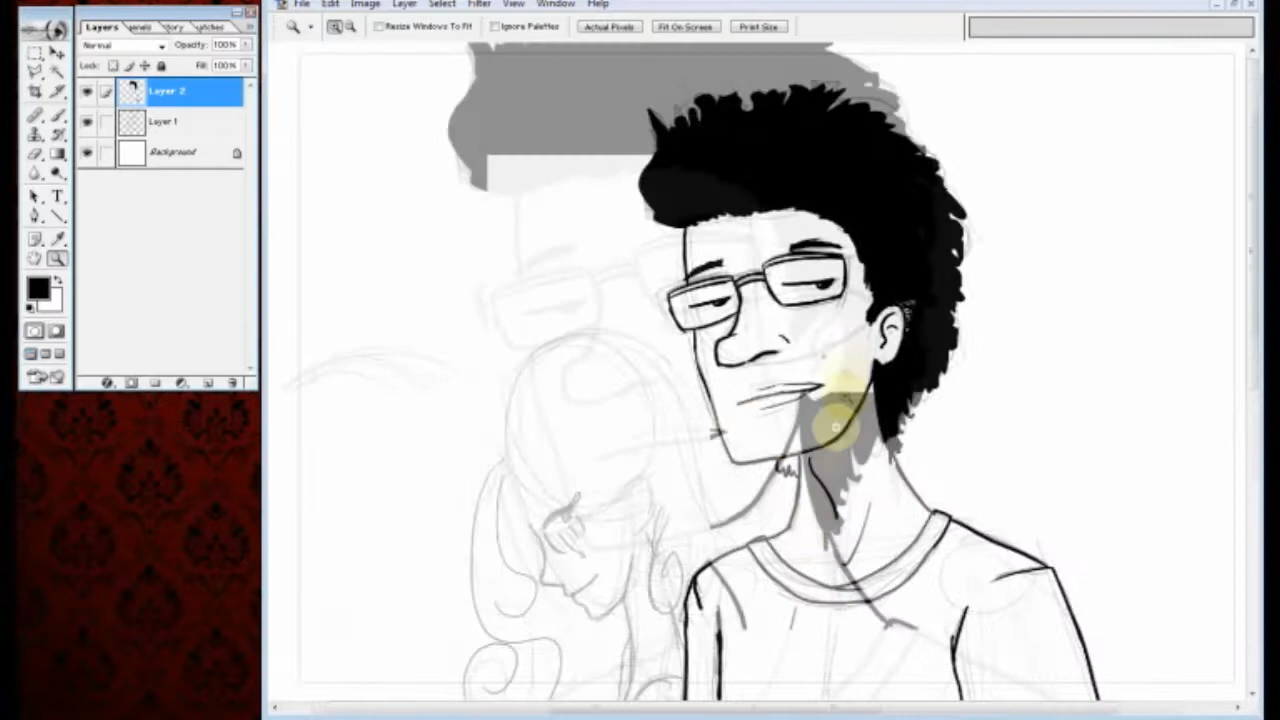 File Edit Image Layer Select Filter View Window Help
Resize Windows To Fit Ignore Palettes Actual Pixels Fit On Screen Print Size
Layers
Normal Opacity: 100%
Lock: Fill: 100%
Layer 2
Layer 1
Background